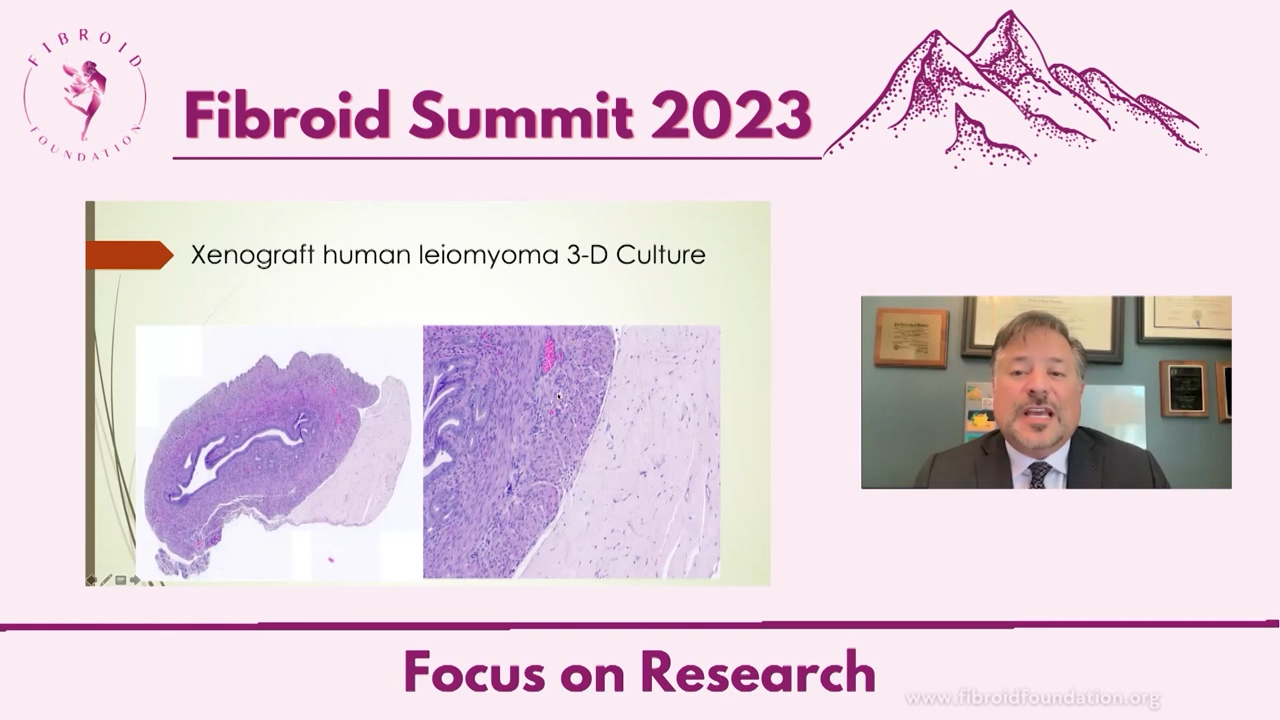 FIBROID
FOUNDATION
Fibroid Summit 2023
Xenograft human leiomyoma 3-D Culture
Focus on Research
www.fibroidfoundation.org